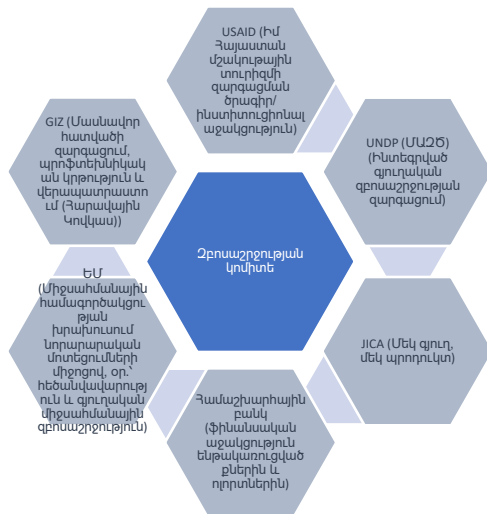 USAID (Իմ
Հայաստան
մշակութային
տուրիզմի
զարգացման
ծրագիր/
ինստիտուցիոնալ
աջակցություն)
UNDP (ՄԱԶԾ)
(Ինտեգրված
գյուղական
զբոսաշրջության
զարգացում)
JICA (Մեկ գյուղ,
մեկ պրոդուկտ)
Համաշխարհային
բանկ
(ֆինանսական
աջակցություն
ենթակառուցված
քներին և
ոլորտներին)
ԵՄ
(Միջսահմանային
համագործակցու
թյան
խրախուսում
նորարարական
մոտեցումների
միջոցով, օր.՝
հեծանվավարությ
ուն և գյուղական
միջսահմանային
զբոսաշրջություն)
GIZ (Մասնավոր
հատվածի
զարգացում,
պրոֆտեխնիկակ
ան կրթություն և
վերապատրաստո
ւմ (Հարավային
Կովկաս))
Զբոսաշրջության
կոմիտե